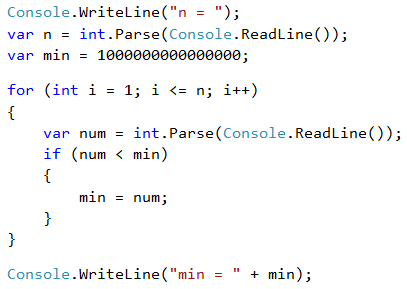 Console.WriteLine("n = ");
var n = int.Parse(Console.ReadLine());
var min = 1000000000000000;
for (int i = 1; i <= n; i++)
{
    var num = int.Parse(Console.ReadLine());
    if (num < min)
    {
        min = num;
    }
}
Console.WriteLine("min = " + min);